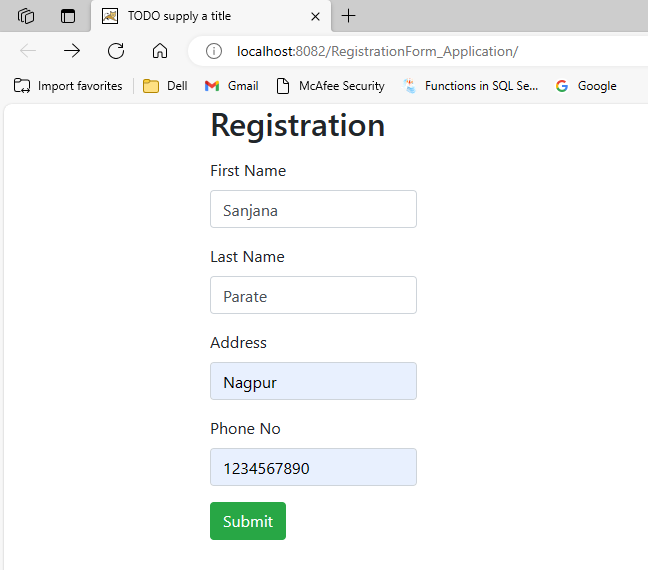 TODO supply a title
localhost:8082/RegistrationForm_Application/
Import favorites Dell Gmail McAfee Security Functions in SQL Se... Google
Registration
First Name
Sanjana
Last Name
Parate
Address
Nagpur
Phone No
1234567890
Submit